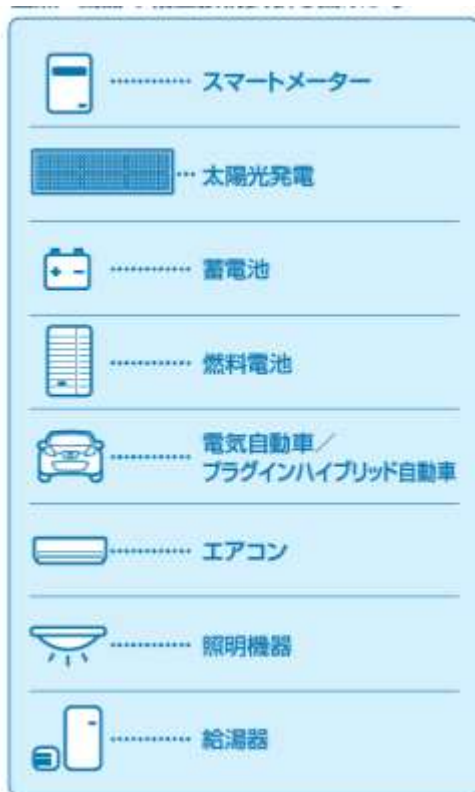 スマートメーター
太陽光発電
蓄電池
燃料電池
電気自動車／
プラグインハイブリッド自動車
エアコン
照明機器
給湯器